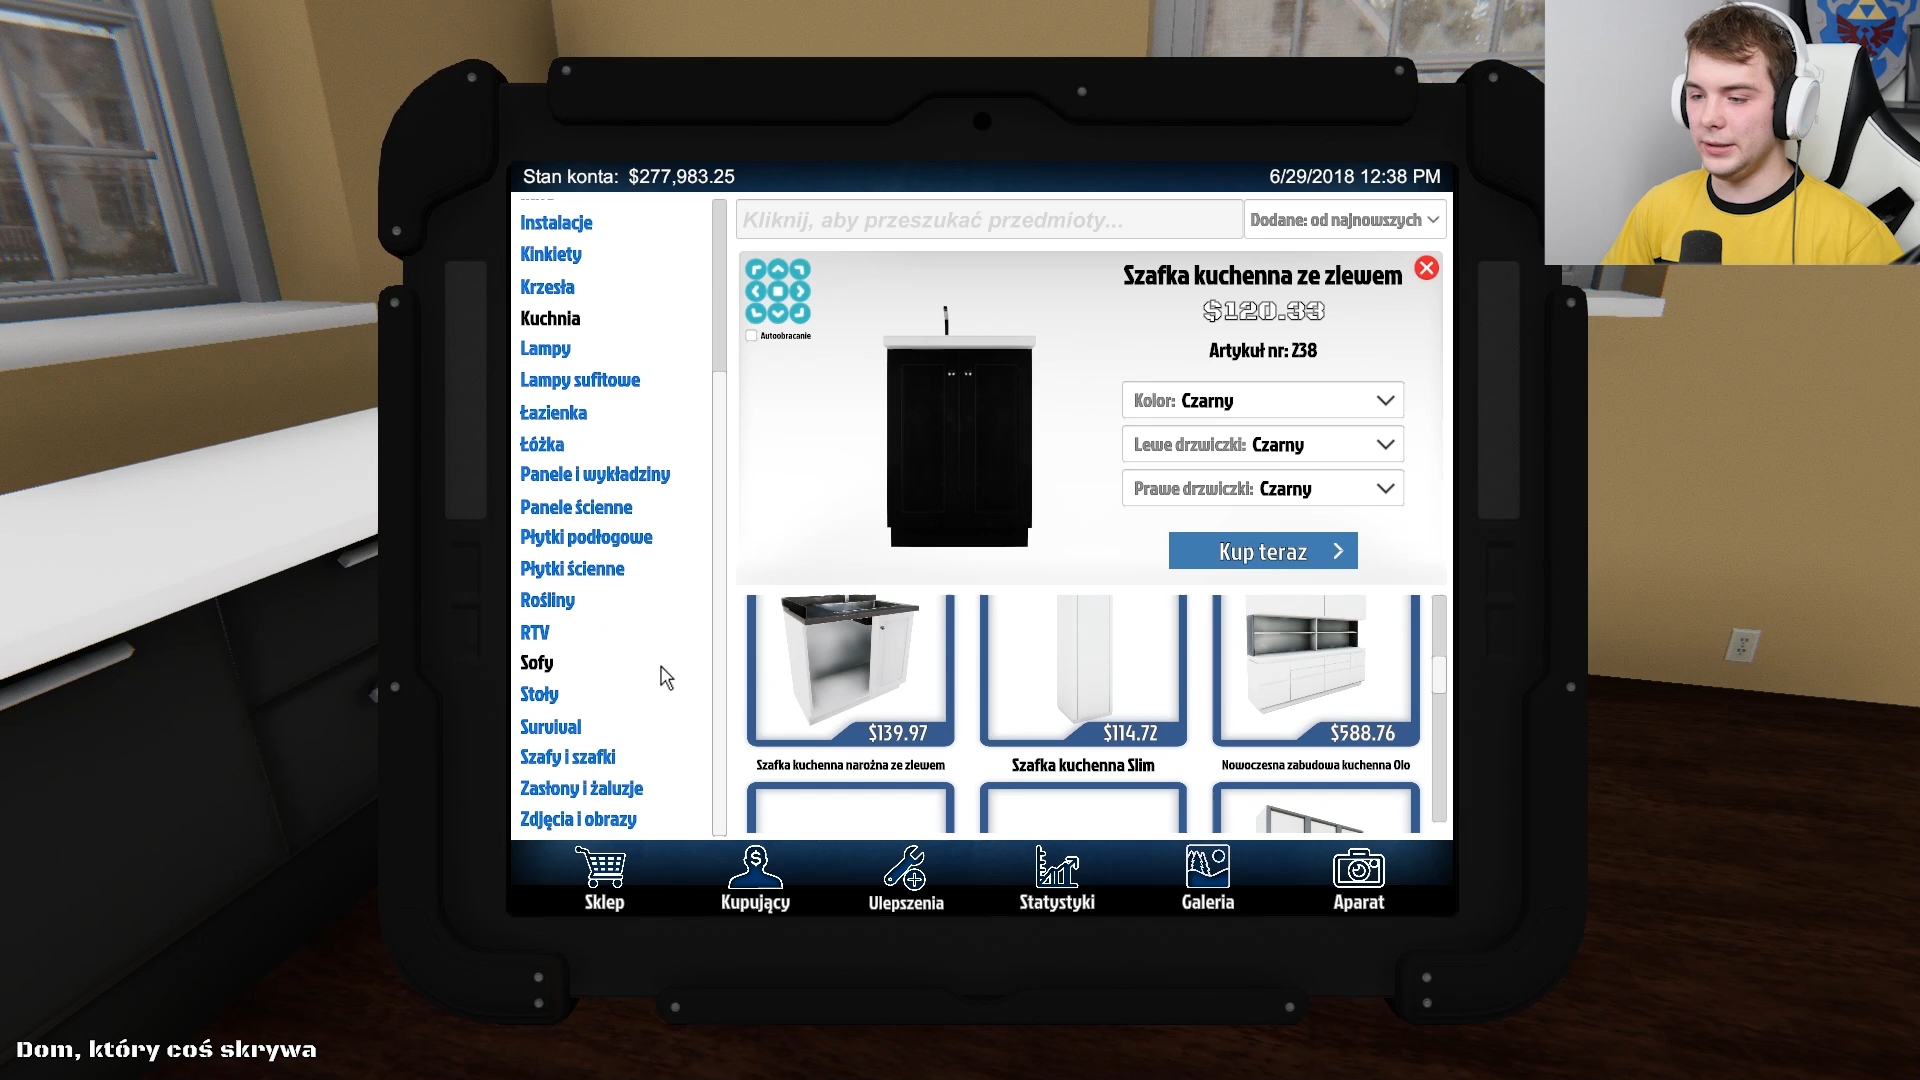 Stan konta: $277,983.25
6/29/2018 12:38 PM
Instalacje
Kinkiety
Krzesła
Kuchnia
Lampy
Lampy sufitowe
Łazienka
Łóżka
Panele i wykładziny
Panele ścienne
Płytki podłogowe
Płytki ścienne
Rośliny
RTV
Sofy
Stoły
Survival
Szafy i szafki
Zasłony i żaluzje
Zdjęcia i obrazy
Kliknij, aby przeszukać przedmioty...
Dodane: od najnowszych
Autoobracanie
Szafka kuchenna ze zlewem
$120.33
Artykuł nr: Z38
Kolor: Czarny
Lewe drzwiczki: Czarny
Prawe drzwiczki: Czarny
Kup teraz
$139.97
$114.72
$588.76
Szafka kuchenna narożna ze zlewem
Szafka kuchenna Slim
Nowoczesna zabudowa kuchenna Olo
Sklep
Kupujący
Ulepszenia
Statystyki
Galeria
Aparat
Dom, który coś skrywa